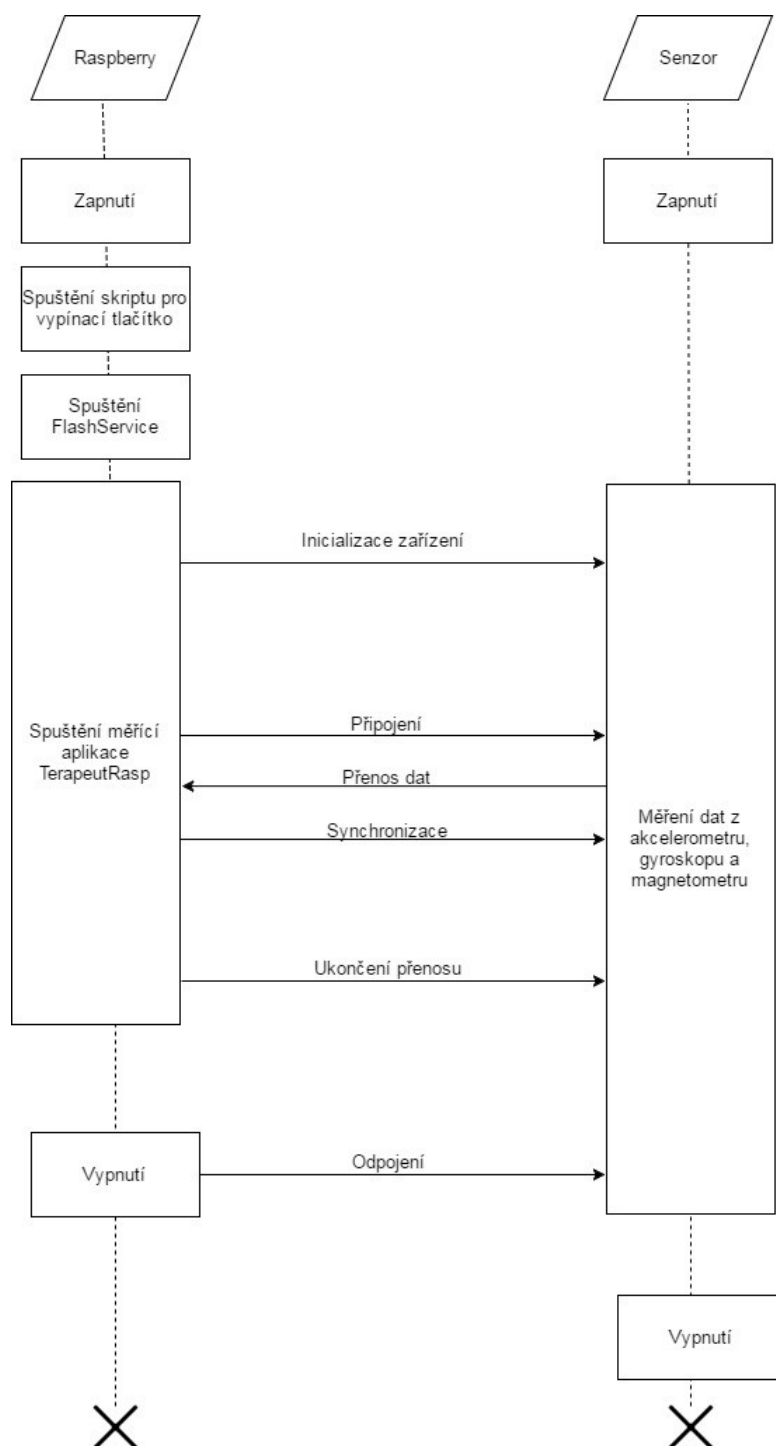 Raspberry
Senzor
Zapnutí
Zapnutí
Spuštění skriptu pro
vypínací tlačítko
Spuštění
FlashService
Inicializace zařízení
Spuštění měřící
aplikace
TerapeutRasp
Připojení
Přenos dat
Synchronizace
Měření dat z
akcelerometru,
gyroskopu a
magnetometru
Ukončení přenosu
Vypnutí
Odpojení
Vypnutí